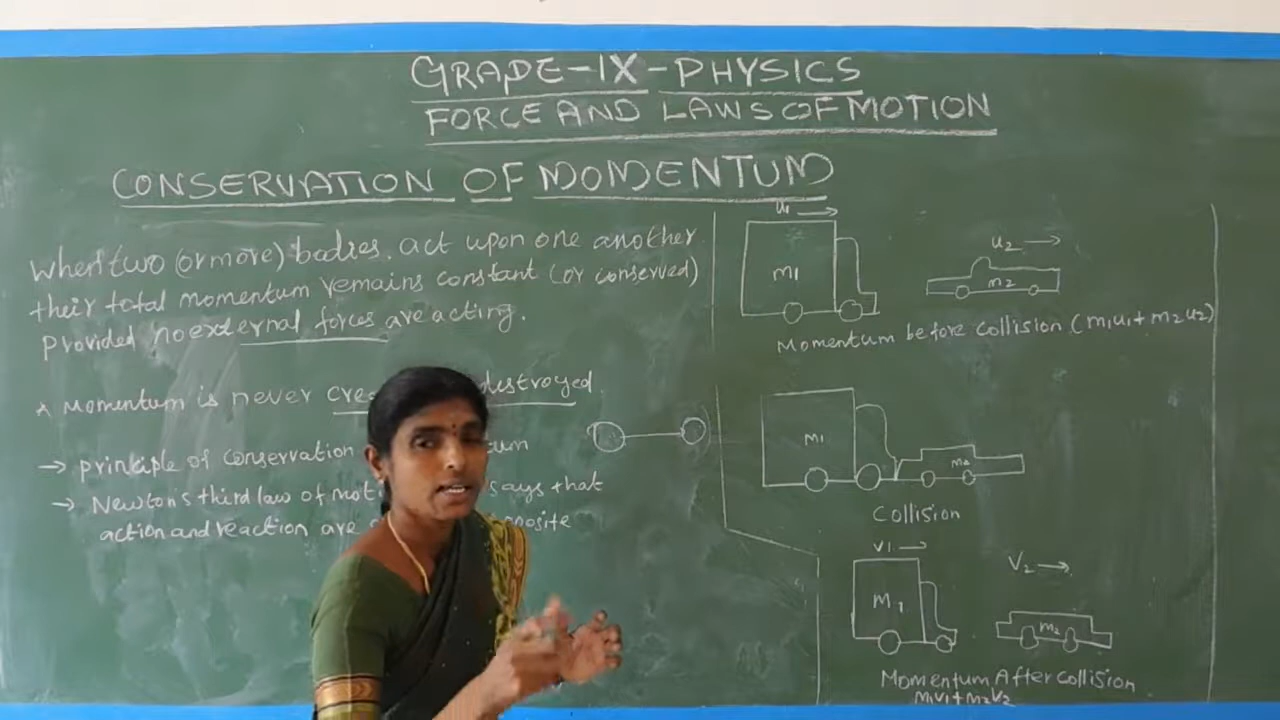 GRADE-IX-PHYSICS
FORCE AND LAWS OF MOTION
CONSERVATION OF MOMENTUM
When two (or more) bodies act upon one another
their total momentum remains constant (or conserved)
Provided no external forces are acting.
Momentum is never cre destroyed.
→ principle of conservation tum
→ Newton's third law of mot says that
action and reaction are opposite
u1 →
m1
u2 →
m2
Momentum before collision (m1u1+m2u2)
m1
m2
Collision
V1 →
M1
V2 →
m2
Momentum After Collision
m1v1+m2v2